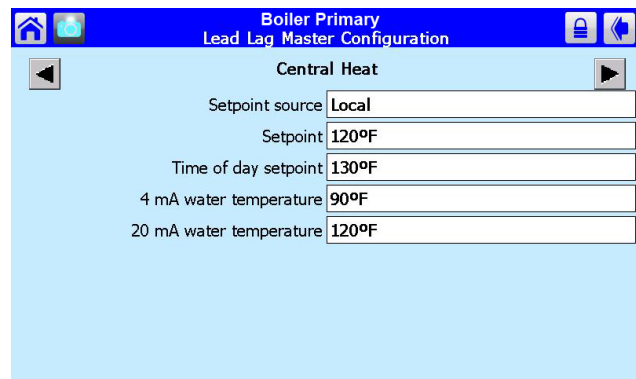 Boiler Primary
Lead Lag Master Configuration
Central Heat
Setpoint source Local
Setpoint 120ºF
Time of day setpoint 130ºF
4 mA water temperature 90ºF
20 mA water temperature 120ºF